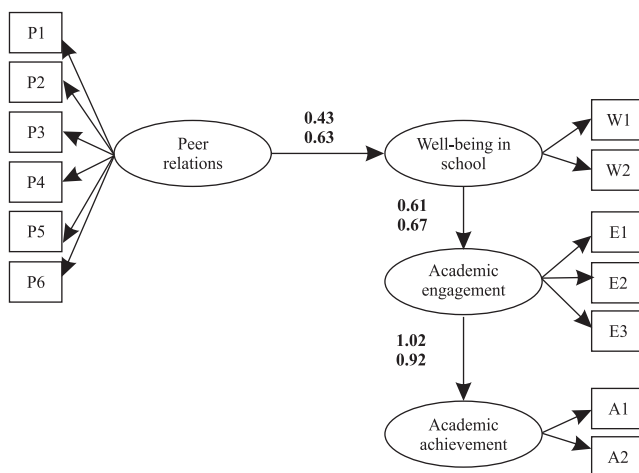 P1
P2
P3
P4
P5
P6
Peer
relations
0.43
0.63
Well-being in
school
W1
W2
0.61
0.67
Academic
engagement
E1
E2
E3
1.02
0.92
Academic
achievement
A1
A2